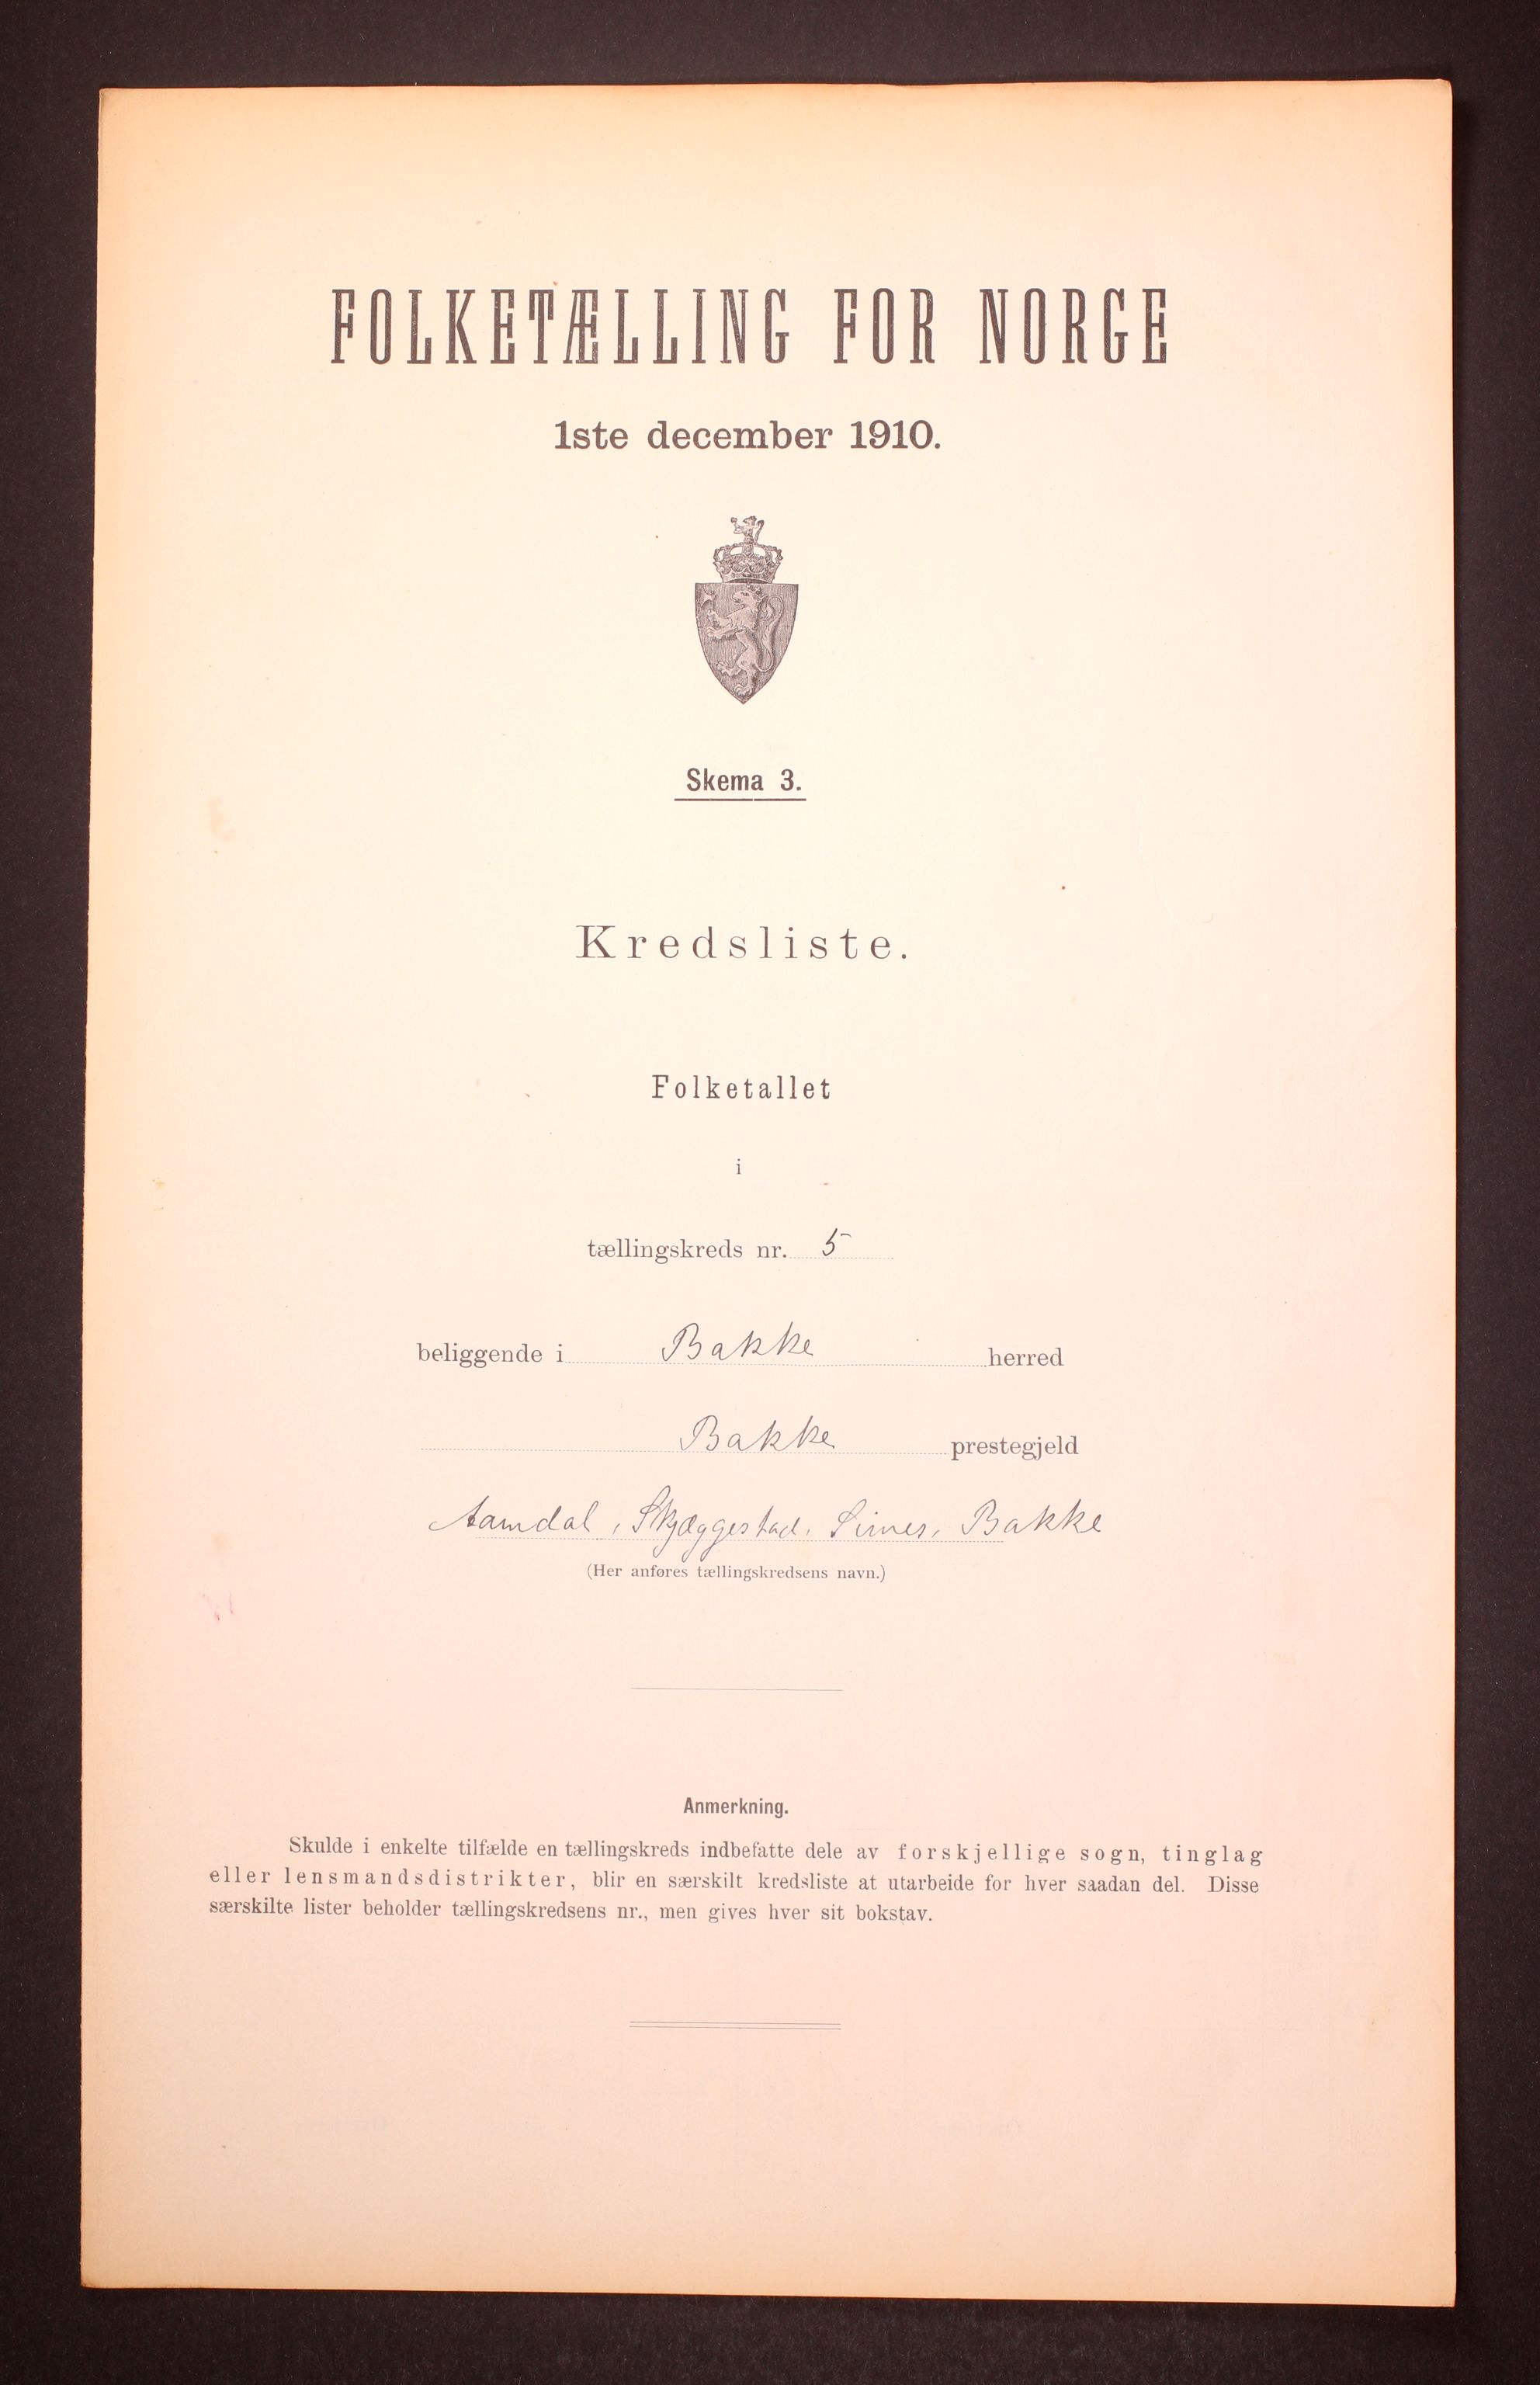 FOLKETÆLLING FOR NORGE
1ste december 1910.
Skema 3.
Kredsliste.
Folketallet
i
tællingskreds nr. 5
beliggende i Bakke herred
Bakke prestegjeld
Aamdal, Skjæggestad, Sirnes, Bakke
(Her anføres tællingskredsens navn.)
Anmerkning.
Skulde i enkelte tilfælde en tællingskreds indbefatte dele av forskjellige sogn, tinglag
eller lensmandsdistrikter, blir en særskilt kredsliste at utarbeide for hver saadan del. Disse
særskilte lister beholder tællingskredsens nr., men gives hver sit bokstav.